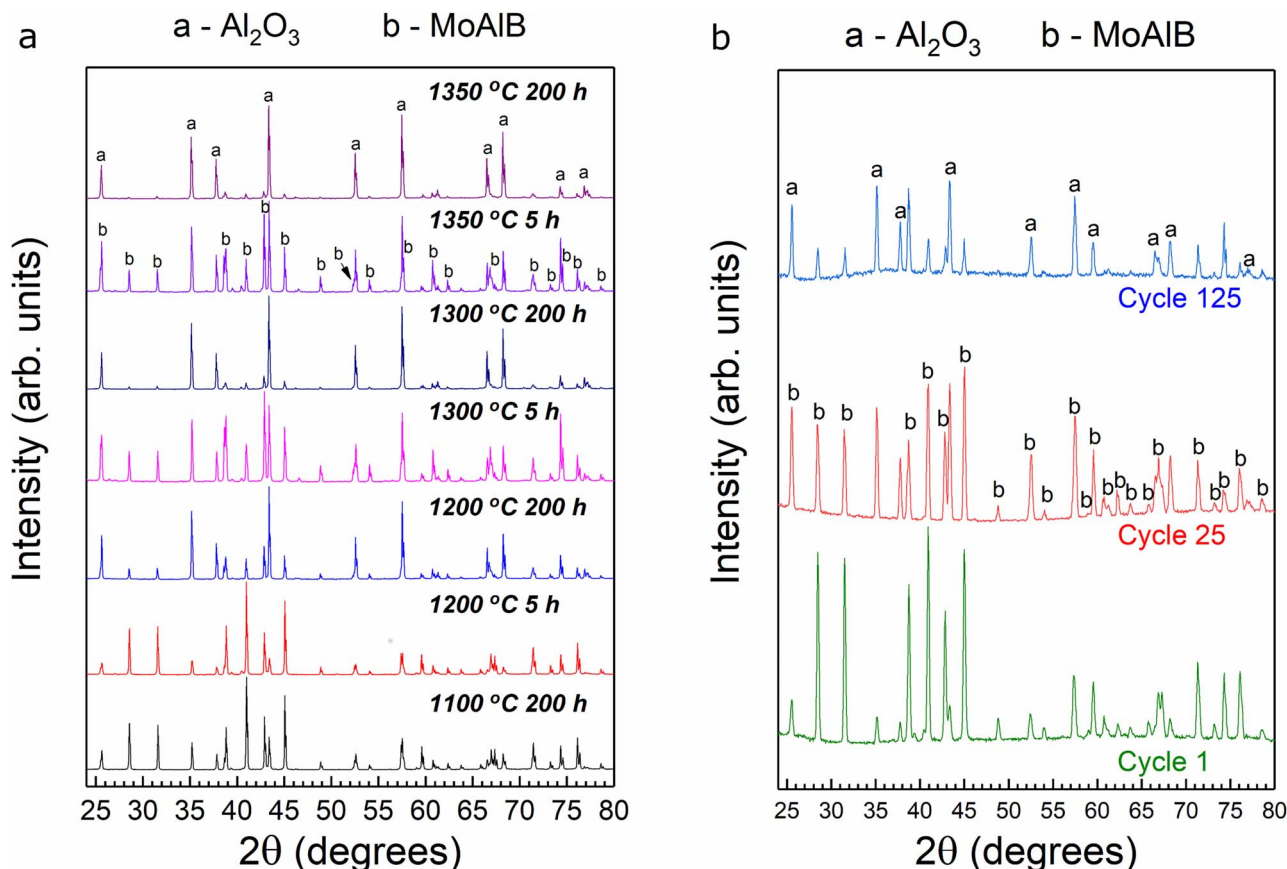 a
a - Al₂O₃ b - MoAlB
Intensity (arb. units)
1350 °C 200 h
a a a a a a a a a a
1350 °C 5 h
b b b b b b b b b b b b b b b b b b b
1300 °C 200 h
1300 °C 5 h
1200 °C 200 h
1200 °C 5 h
1100 °C 200 h
25 30 35 40 45 50 55 60 65 70 75 80
2θ (degrees)
b
a - Al₂O₃ b - MoAlB
Intensity (arb. units)
a a a a a a a a a a
Cycle 125
b b b b b b b b b b b b b b b b b b b b b b b
Cycle 25
Cycle 1
25 30 35 40 45 50 55 60 65 70 75 80
2θ (degrees)